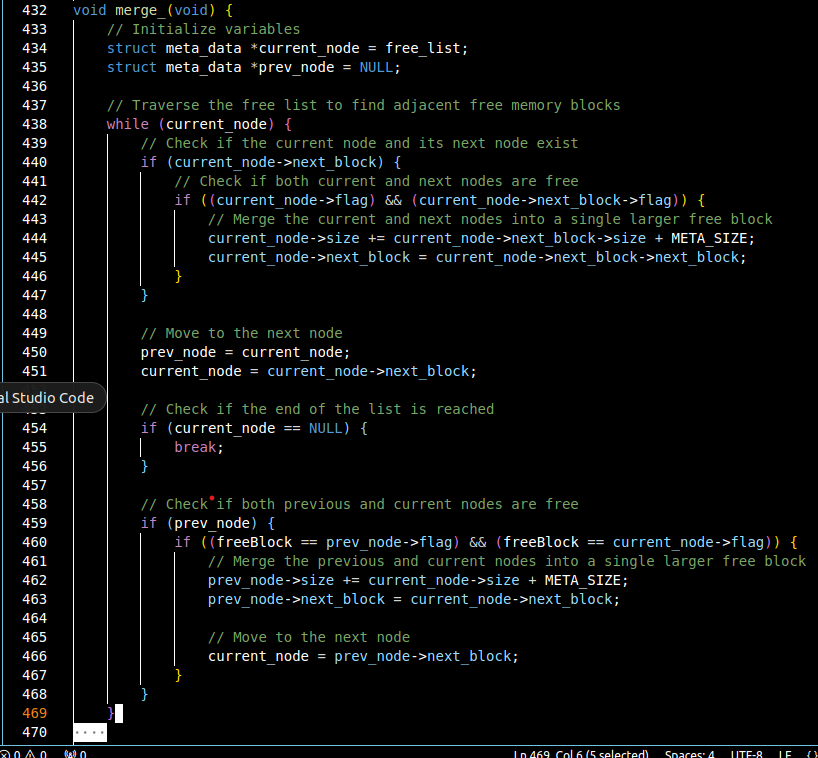 432 void merge_(void) {
433     // Initialize variables
434     struct meta_data *current_node = free_list;
435     struct meta_data *prev_node = NULL;
436
437     // Traverse the free list to find adjacent free memory blocks
438     while (current_node) {
439         // Check if the current node and its next node exist
440         if (current_node->next_block) {
441             // Check if both current and next nodes are free
442             if ((current_node->flag) && (current_node->next_block->flag)) {
443                 // Merge the current and next nodes into a single larger free block
444                 current_node->size += current_node->next_block->size + META_SIZE;
445                 current_node->next_block = current_node->next_block->next_block;
446             }
447         }
448
449         // Move to the next node
450         prev_node = current_node;
451         current_node = current_node->next_block;
al Studio Code
        // Check if the end of the list is reached
454         if (current_node == NULL) {
455             break;
456         }
457
458         // Check if both previous and current nodes are free
459         if (prev_node) {
460             if ((freeBlock == prev_node->flag) && (freeBlock == current_node->flag)) {
461                 // Merge the previous and current nodes into a single larger free block
462                 prev_node->size += current_node->size + META_SIZE;
463                 prev_node->next_block = current_node->next_block;
464
465                 // Move to the next node
466                 current_node = prev_node->next_block;
467             }
468         }
469     }
470 ····
0 0 0 Ln 469, Col 6 (5 selected) Spaces: 4 UTF-8 LF {}